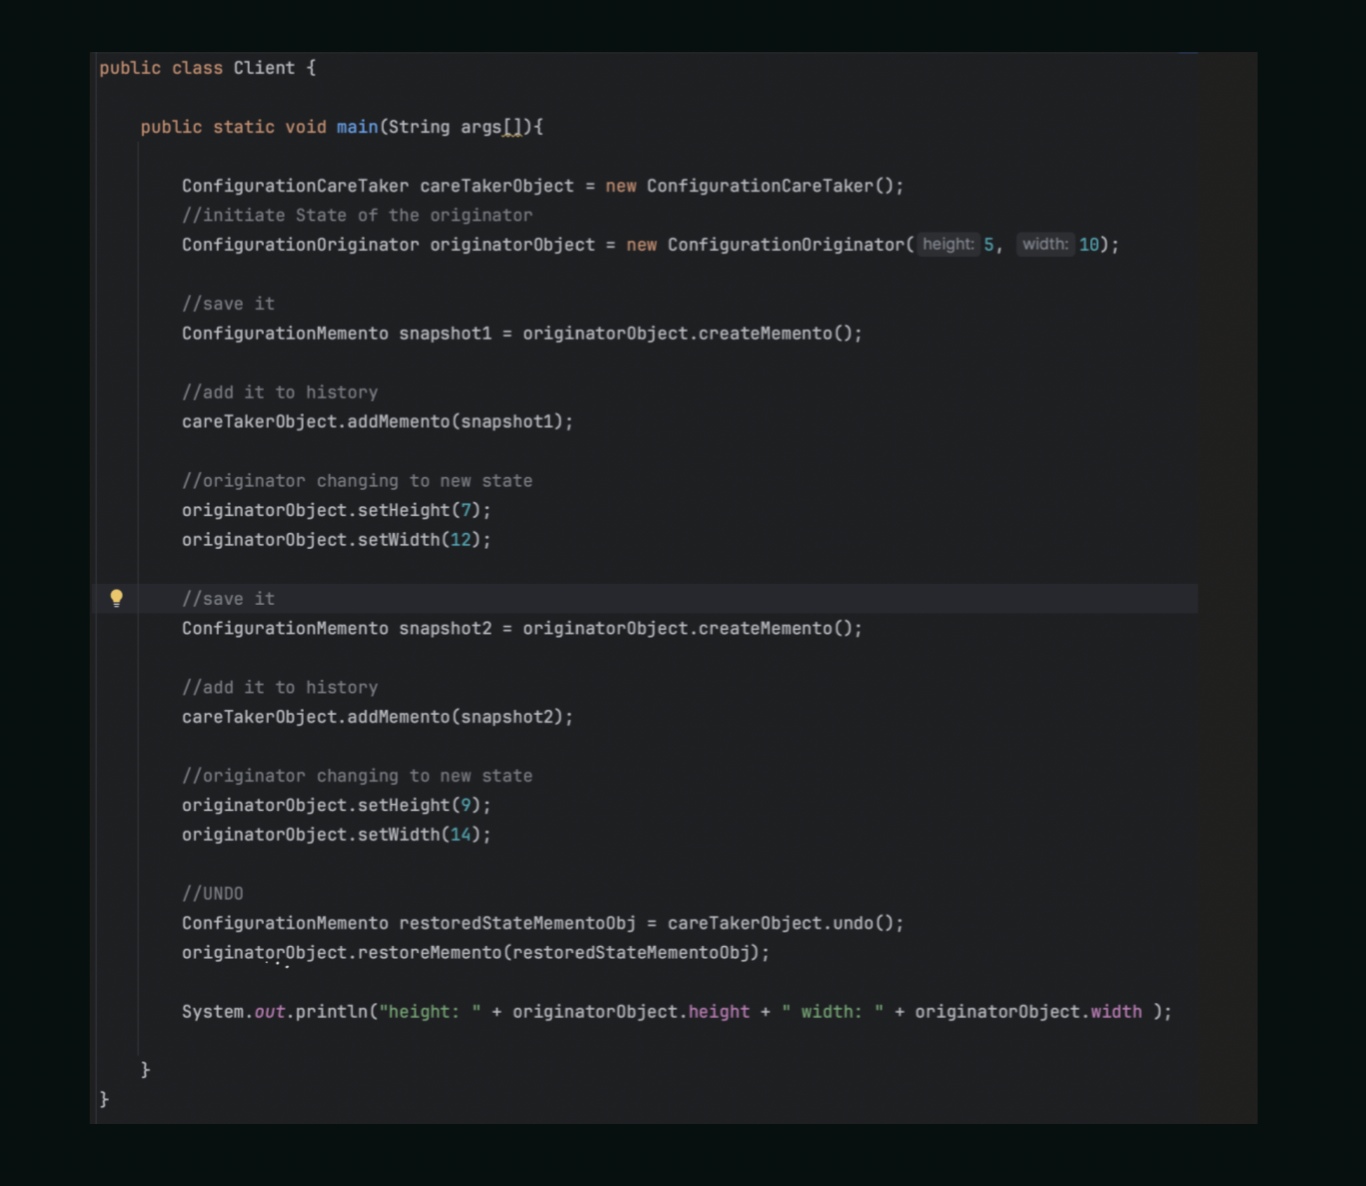 public class Client {
public static void main(String args[]){
ConfigurationCareTaker careTakerObject = new ConfigurationCareTaker();
//initiate State of the originator
ConfigurationOriginator originatorObject = new ConfigurationOriginator( height: 5, width: 10);
//save it
ConfigurationMemento snapshot1 = originatorObject.createMemento();
//add it to history
careTakerObject.addMemento(snapshot1);
//originator changing to new state
originatorObject.setHeight(7);
originatorObject.setWidth(12);
//save it
ConfigurationMemento snapshot2 = originatorObject.createMemento();
//add it to history
careTakerObject.addMemento(snapshot2);
//originator changing to new state
originatorObject.setHeight(9);
originatorObject.setWidth(14);
//UNDO
ConfigurationMemento restoredStateMementoObj = careTakerObject.undo();
originatorObject.restoreMemento(restoredStateMementoObj);
System.out.println("height: " + originatorObject.height + " width: " + originatorObject.width );
}
}